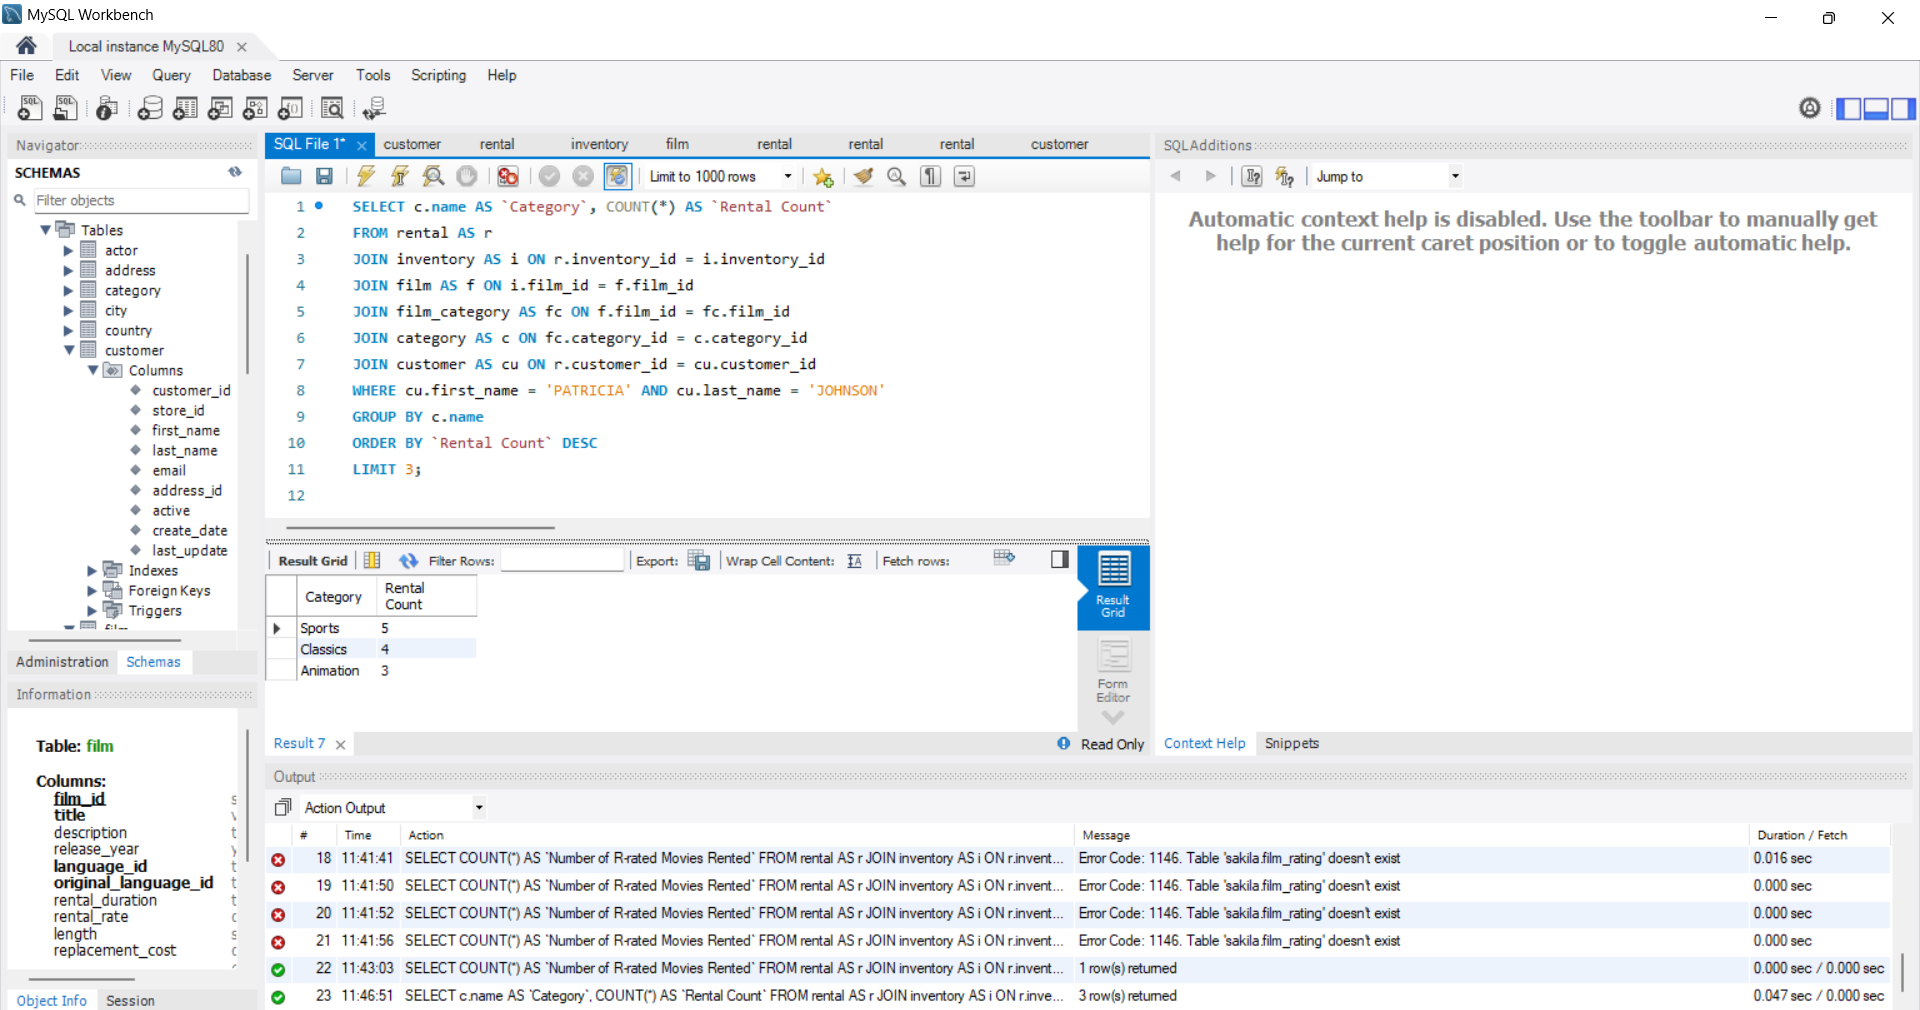 MySQL Workbench
Local instance MySQL80
File Edit View Query Database Server Tools Scripting Help
Navigator
SCHEMAS
Filter objects
Tables
actor
address
category
city
country
customer
Columns
customer_id
store_id
first_name
last_name
email
address_id
active
create_date
last_update
Indexes
Foreign Keys
Triggers
Administration Schemas
Information
Table: film
Columns:
film_id
title
description
release_year
language_id
original_language_id
rental_duration
rental_rate
length
replacement_cost
Object Info Session
SQL File 1* customer rental inventory film rental rental rental customer
Limit to 1000 rows
1 SELECT c.name AS `Category`, COUNT(*) AS `Rental Count`
2 FROM rental AS r
3 JOIN inventory AS i ON r.inventory_id = i.inventory_id
4 JOIN film AS f ON i.film_id = f.film_id
5 JOIN film_category AS fc ON f.film_id = fc.film_id
6 JOIN category AS c ON fc.category_id = c.category_id
7 JOIN customer AS cu ON r.customer_id = cu.customer_id
8 WHERE cu.first_name = 'PATRICIA' AND cu.last_name = 'JOHNSON'
9 GROUP BY c.name
10 ORDER BY `Rental Count` DESC
11 LIMIT 3;
12
Result Grid Filter Rows: Export: Wrap Cell Content: Fetch rows:
Category Rental Count
Sports 5
Classics 4
Animation 3
Result Grid
Form Editor
Result 7 Read Only
SQLAdditions
Jump to
Automatic context help is disabled. Use the toolbar to manually get
help for the current caret position or to toggle automatic help.
Context Help Snippets
Output
Action Output
# Time Action Message Duration / Fetch
18 11:41:41 SELECT COUNT(*) AS `Number of R-rated Movies Rented` FROM rental AS r JOIN inventory AS i ON r.invent... Error Code: 1146. Table 'sakila.film_rating' doesn't exist 0.016 sec
19 11:41:50 SELECT COUNT(*) AS `Number of R-rated Movies Rented` FROM rental AS r JOIN inventory AS i ON r.invent... Error Code: 1146. Table 'sakila.film_rating' doesn't exist 0.000 sec
20 11:41:52 SELECT COUNT(*) AS `Number of R-rated Movies Rented` FROM rental AS r JOIN inventory AS i ON r.invent... Error Code: 1146. Table 'sakila.film_rating' doesn't exist 0.000 sec
21 11:41:56 SELECT COUNT(*) AS `Number of R-rated Movies Rented` FROM rental AS r JOIN inventory AS i ON r.invent... Error Code: 1146. Table 'sakila.film_rating' doesn't exist 0.000 sec
22 11:43:03 SELECT COUNT(*) AS `Number of R-rated Movies Rented` FROM rental AS r JOIN inventory AS i ON r.invent... 1 row(s) returned 0.000 sec / 0.000 sec
23 11:46:51 SELECT c.name AS `Category`, COUNT(*) AS `Rental Count` FROM rental AS r JOIN inventory AS i ON r.inve... 3 row(s) returned 0.047 sec / 0.000 sec